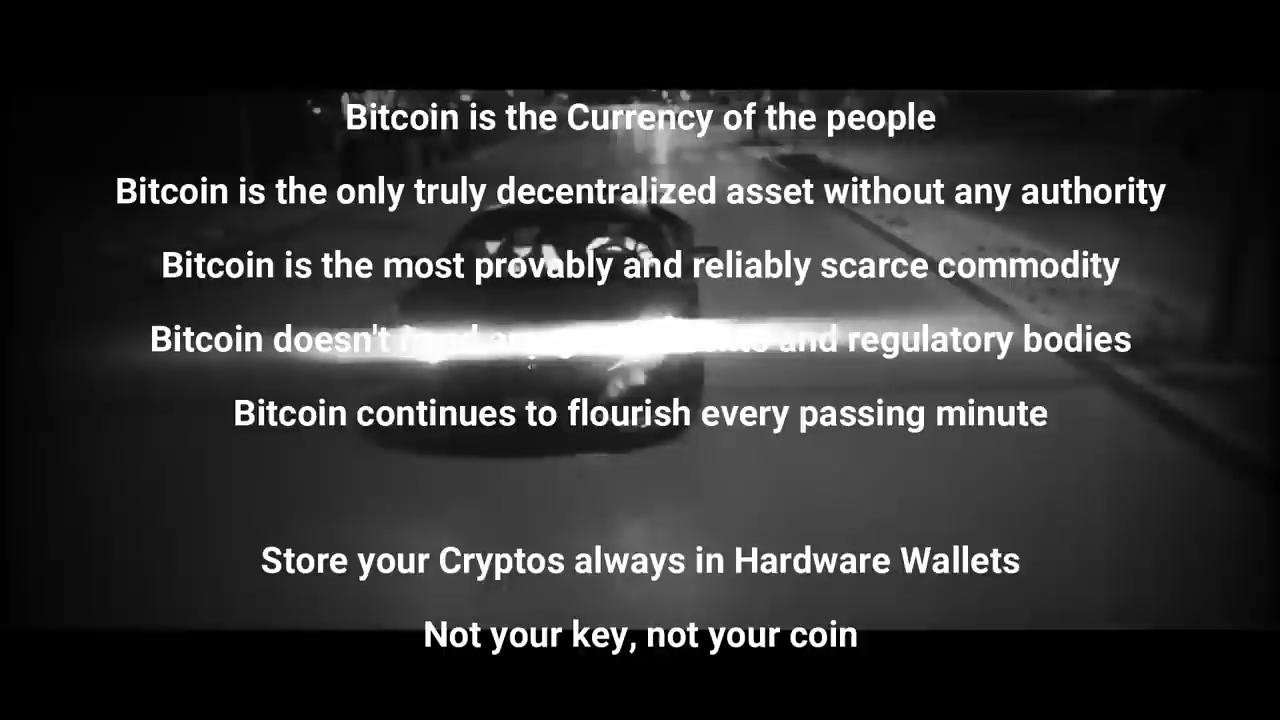 Bitcoin is the Currency of the people
Bitcoin is the only truly decentralized asset without any authority
Bitcoin is the most provably and reliably scarce commodity
Bitcoin doesn't and regulatory bodies
Bitcoin continues to flourish every passing minute
Store your Cryptos always in Hardware Wallets
Not your key, not your coin